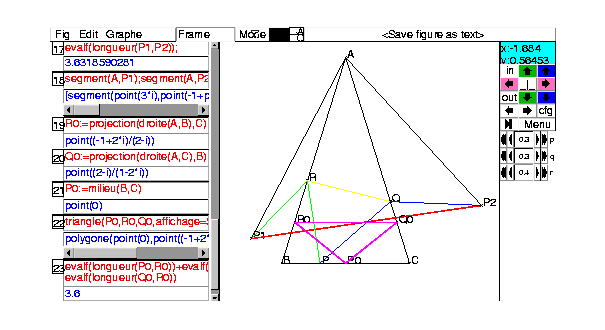 Fig Edit Graphe Frame Mode <Save figure as text>
17 evalf(longueur(P1,P2));
3.6318590281
18 segment(A,P1);segment(A,P2
[segment(point(3*i),point(-1+p
19 R0:=projection(droite(A,B),C)
point((-1+2*i)/(2-i))
20 Q0:=projection(droite(A,C),B)
point((2-i)/(1-2*i))
21 P0:=milieu(B,C)
point(0)
22 triangle(P0,R0,Q0,affichage=
polygone(point(0),point((-1+2*
23 evalf(longueur(P0,R0))+evalf(
evalf(longueur(Q0,R0))
3.6
A
R
Q
P2
R0
Q0
P1
B
P
P0
C
x:-1.684
y:0.56453
in
out
cfg
Menu
0.3 p
0.3 q
0.4 r